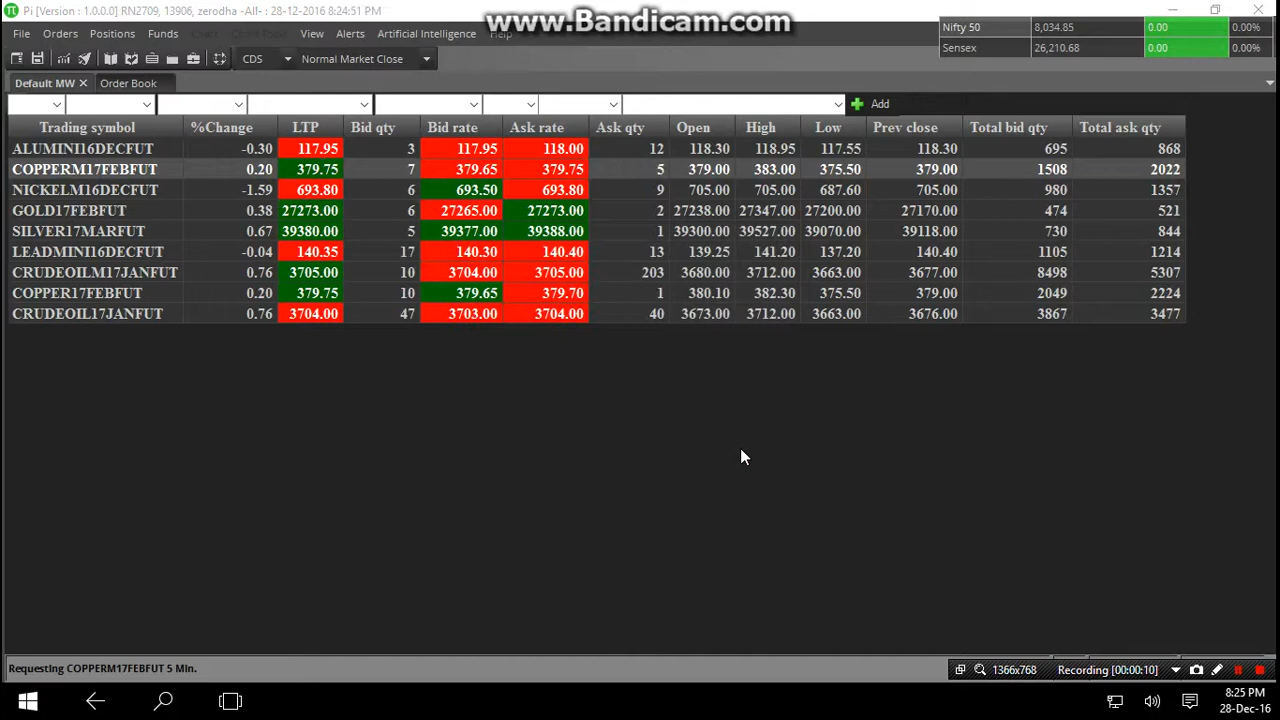 Pi [Version : 1.0.0.0] RN2709, 13906, zerodha -All- : 28-12-2016 8:24:51 PM
www.Bandicam.com
File Orders Positions Funds View Alerts Artificial Intelligence Help
Nifty 50 8,034.85 0.00 0.00%
Sensex 26,210.68 0.00 0.00%
CDS Normal Market Close
Default MW Order Book
Add
Trading symbol %Change LTP Bid qty Bid rate Ask rate Ask qty Open High Low Prev close Total bid qty Total ask qty
ALUMINI16DECFUT -0.30 117.95 3 117.95 118.00 12 118.30 118.95 117.55 118.30 695 868
COPPERM17FEBFUT 0.20 379.75 7 379.65 379.75 5 379.00 383.00 375.50 379.00 1508 2022
NICKELM16DECFUT -1.59 693.80 6 693.50 693.80 9 705.00 705.00 687.60 705.00 980 1357
GOLD17FEBFUT 0.38 27273.00 6 27265.00 27273.00 2 27238.00 27347.00 27200.00 27170.00 474 521
SILVER17MARFUT 0.67 39380.00 5 39377.00 39388.00 1 39300.00 39527.00 39070.00 39118.00 730 844
LEADMINI16DECFUT -0.04 140.35 17 140.30 140.40 13 139.25 141.20 137.20 140.40 1105 1214
CRUDEOILM17JANFUT 0.76 3705.00 10 3704.00 3705.00 203 3680.00 3712.00 3663.00 3677.00 8498 5307
COPPER17FEBFUT 0.20 379.75 10 379.65 379.70 1 380.10 382.30 375.50 379.00 2049 2224
CRUDEOIL17JANFUT 0.76 3704.00 47 3703.00 3704.00 40 3673.00 3712.00 3663.00 3676.00 3867 3477
Requesting COPPERM17FEBFUT 5 Min.
1366x768 Recording [00:00:10]
8:25 PM
28-Dec-16